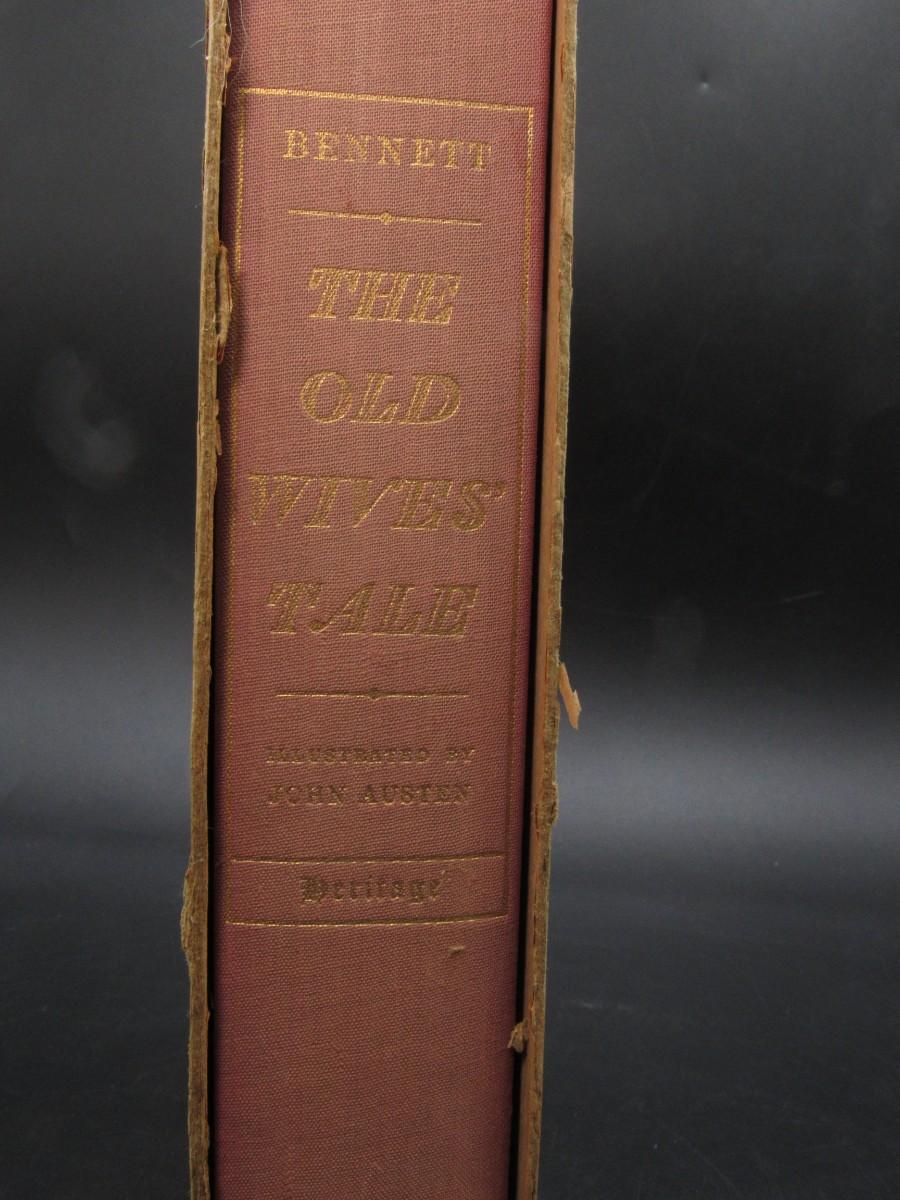 BENNETT
THE
OLD
WIVES'
TALE
ILLUSTRATED BY
JOHN AUSTEN
Heritage